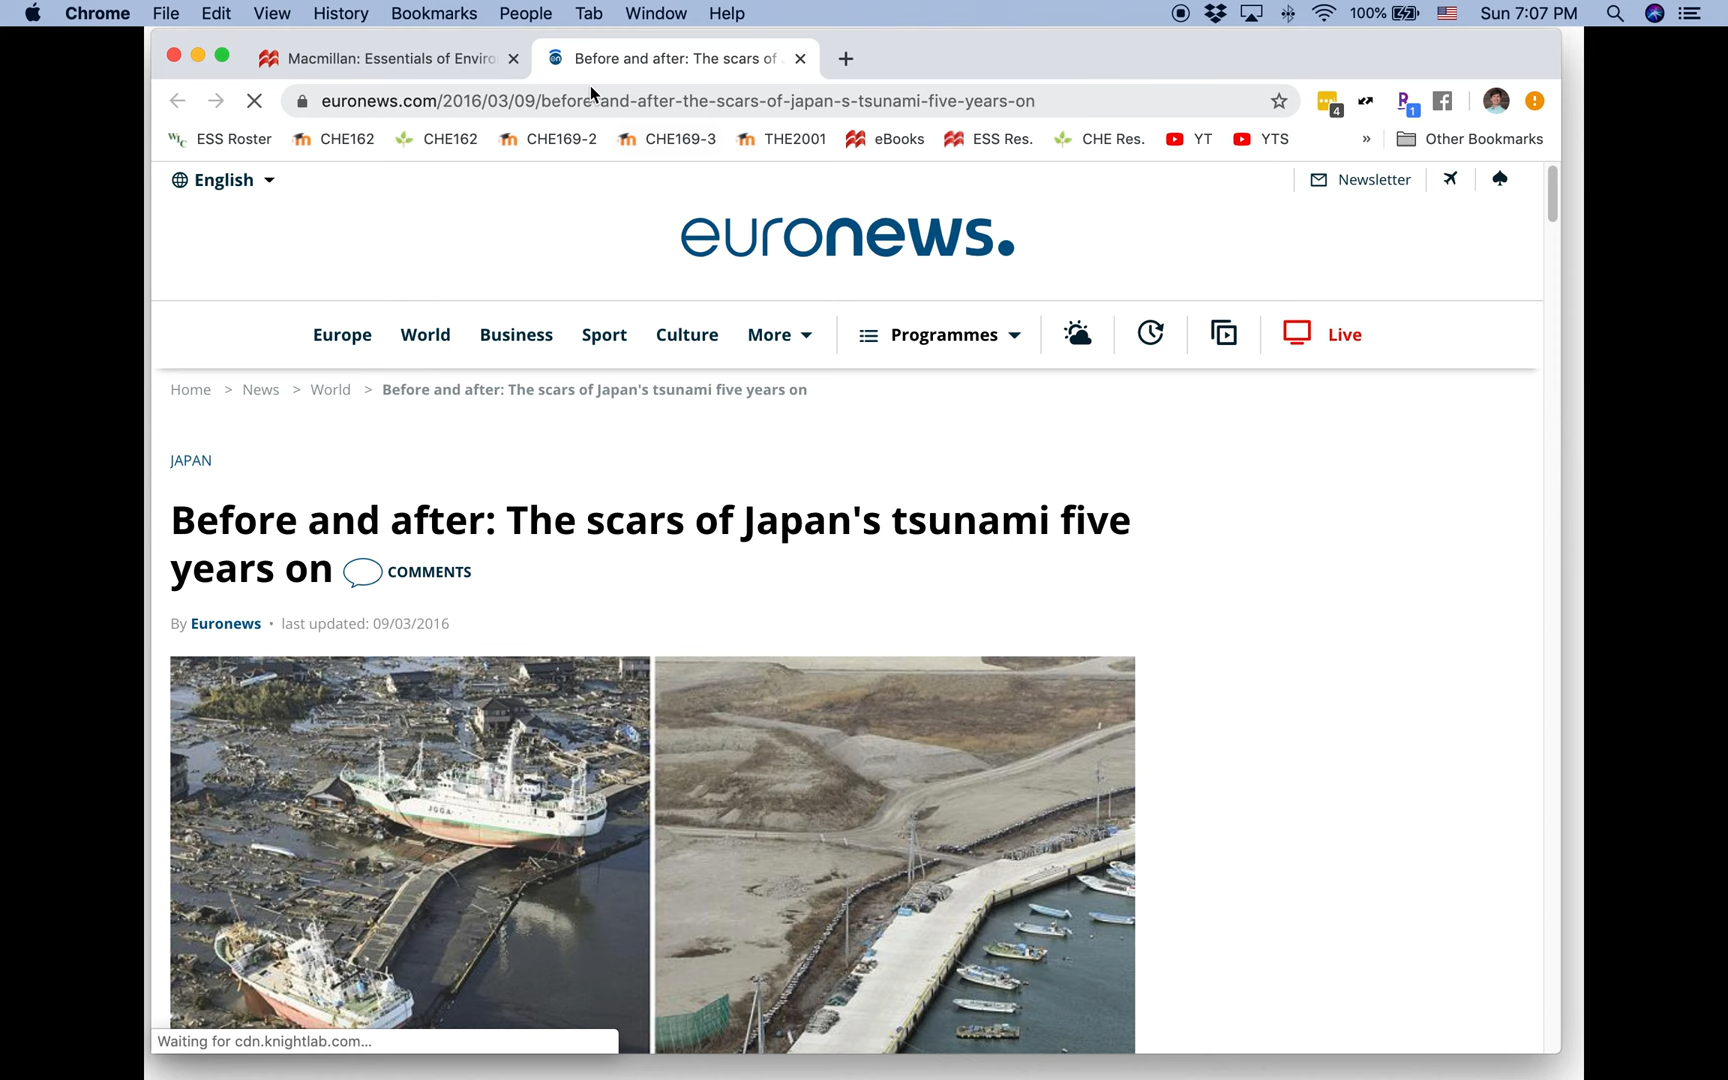 Chrome File Edit View History Bookmarks People Tab Window Help 100% Sun 7:07 PM
Macmillan: Essentials of Enviro Before and after: The scars of
euronews.com/2016/03/09/before-and-after-the-scars-of-japan-s-tsunami-five-years-on 4 1
WLC ESS Roster CHE162 CHE162 CHE169-2 CHE169-3 THE2001 eBooks ESS Res. CHE Res. YT YTS » Other Bookmarks
English Newsletter
euronews.
Europe World Business Sport Culture More Programmes Live
Home > News > World > Before and after: The scars of Japan's tsunami five years on
JAPAN
Before and after: The scars of Japan's tsunami five
years on COMMENTS
By Euronews • last updated: 09/03/2016
Waiting for cdn.knightlab.com...